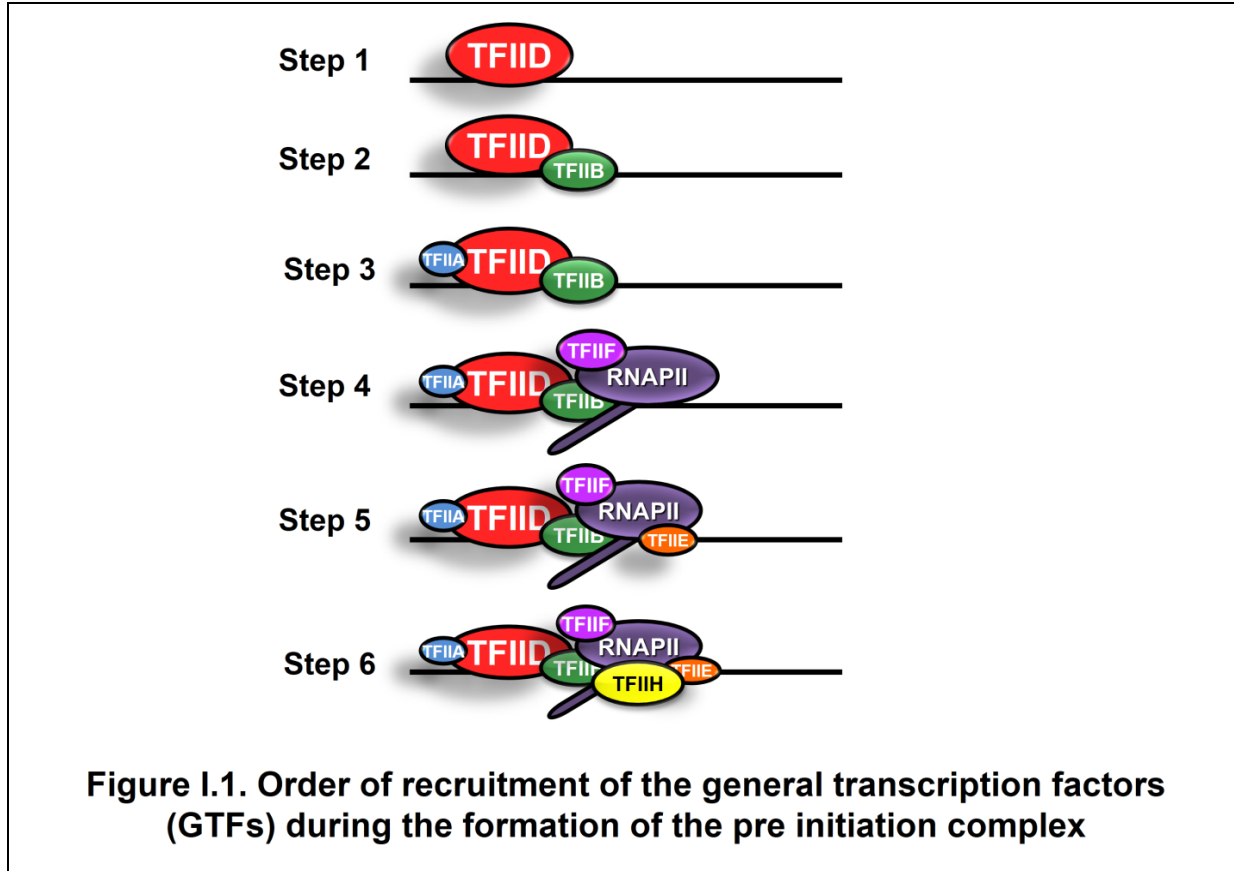 Step 1
TFIID
Step 2
TFIID
TFIIB
Step 3
TFIIA
TFIID
TFIIB
Step 4
TFIIA
TFIID
TFIIB
TFIIF
RNAPII
Step 5
TFIIA
TFIID
TFIIB
TFIIF
RNAPII
TFIIE
Step 6
TFIIA
TFIID
TFIIF
RNAPII
TFIIH
TFIIE
Figure I.1. Order of recruitment of the general transcription factors
(GTFs) during the formation of the pre initiation complex